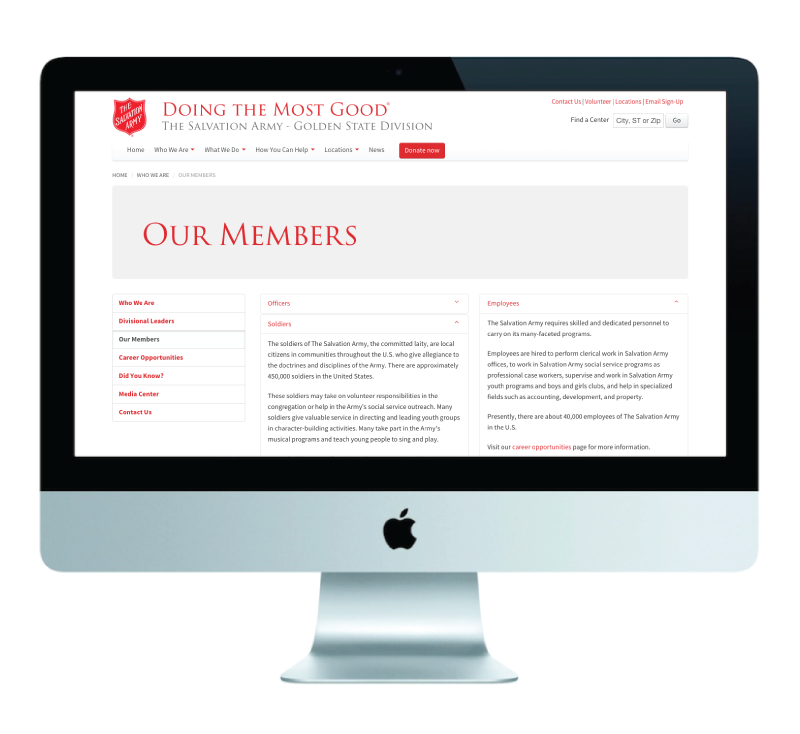 Contact Us | Volunteer | Locations | Email Sign-Up
THE
SALVATION
ARMY
DOING THE MOST GOOD®
THE SALVATION ARMY - GOLDEN STATE DIVISION
Find a Center City, ST or Zip Go
Home Who We Are What We Do How You Can Help Locations News Donate now
HOME | WHO WE ARE | OUR MEMBERS
OUR MEMBERS
Who We Are
Divisional Leaders
Our Members
Career Opportunities
Did You Know?
Media Center
Contact Us
Officers
Soldiers
The soldiers of The Salvation Army, the committed laity, are local
citizens in communities throughout the U.S. who give allegiance to
the doctrines and disciplines of the Army. There are approximately
450,000 soldiers in the United States.
These soldiers may take on volunteer responsibilities in the
congregation or help in the Army's social service outreach. Many
soldiers give valuable service in directing and leading youth groups
in character-building activities. Many take part in the Army's
musical programs and teach young people to sing and play.
Employees
The Salvation Army requires skilled and dedicated personnel to
carry on its many-faceted programs.
Employees are hired to perform clerical work in Salvation Army
offices, to work in Salvation Army social service programs as
professional case workers, supervise and work in Salvation Army
youth programs and boys and girls clubs, and help in specialized
fields such as accounting, development, and property.
Presently, there are about 40,000 employees of The Salvation Army
in the U.S.
Visit our career opportunities page for more information.